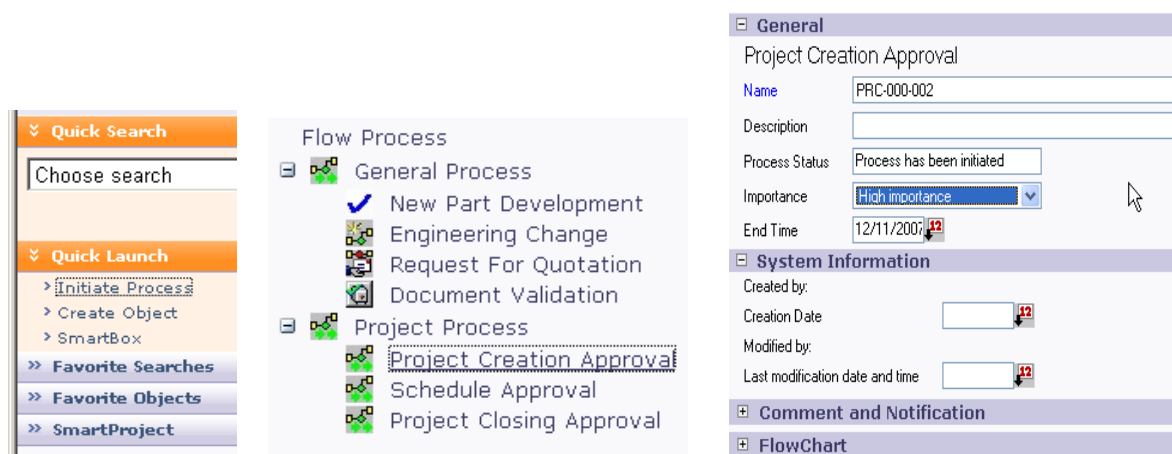 Quick Search
Choose search
Quick Launch
Initiate Process
Create Object
SmartBox
Favorite Searches
Favorite Objects
SmartProject
Flow Process
General Process
New Part Development
Engineering Change
Request For Quotation
Document Validation
Project Process
Project Creation Approval
Schedule Approval
Project Closing Approval
General
Project Creation Approval
Name PRC-000-002
Description
Process Status Process has been initiated
Importance High importance
End Time 12/11/2007 12
System Information
Created by:
Creation Date 12
Modified by:
Last modification date and time 12
Comment and Notification
FlowChart